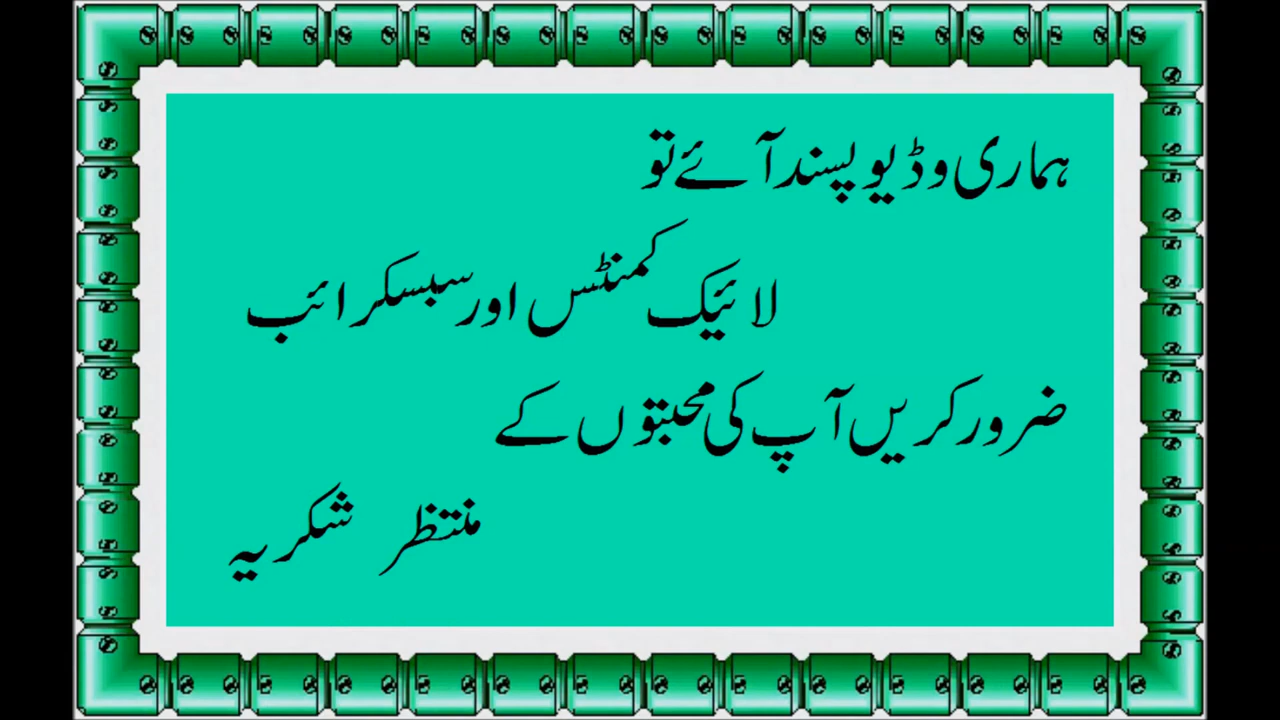 ہماری وڈیو پسند آئے تو
لائیک کمنٹس اور سبسکرائب
ضرور کریں آپ کی محبتوں کے
منتظر شکریہ